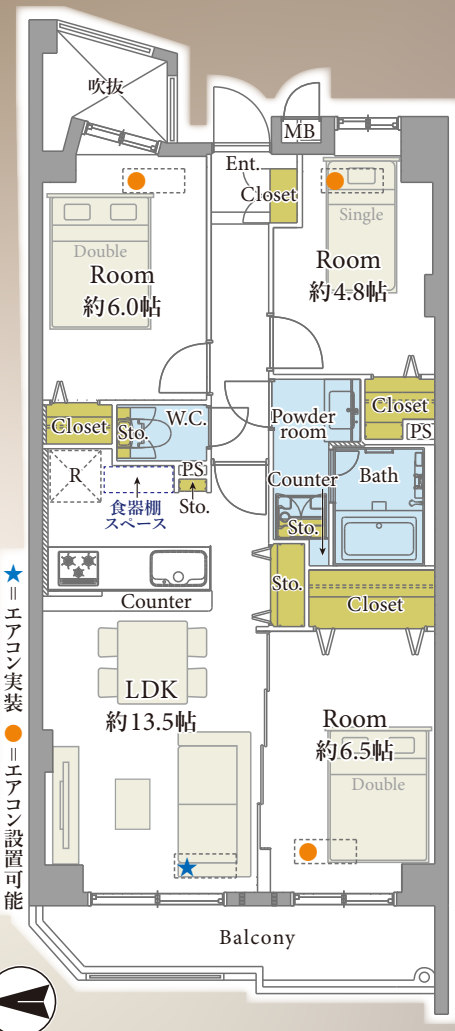 吹抜
MB
Ent.
Closet
Double
Room
約6.0帖
Single
Room
約4.8帖
Closet
Sto.
W.C.
Powder
room
Closet
PS
R
食器棚
スペース
PS
Sto.
Counter
Sto.
Bath
Counter
Sto.
Closet
LDK
約13.5帖
Room
約6.5帖
Double
Balcony
★=エアコン実装 ●=エアコン設置可能